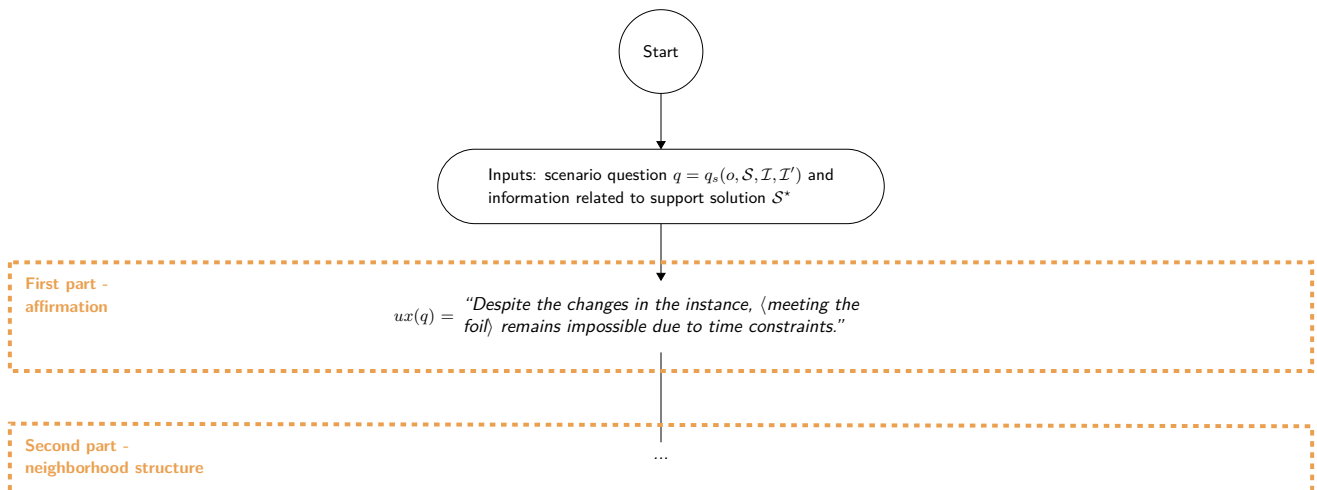 Start
Inputs: scenario question q = q_s(o, 𝒮, ℐ, ℐ′) and
information related to support solution 𝒮⋆
First part -
affirmation
ux(q) = “Despite the changes in the instance, ⟨meeting the
foil⟩ remains impossible due to time constraints.”
Second part -
neighborhood structure
...